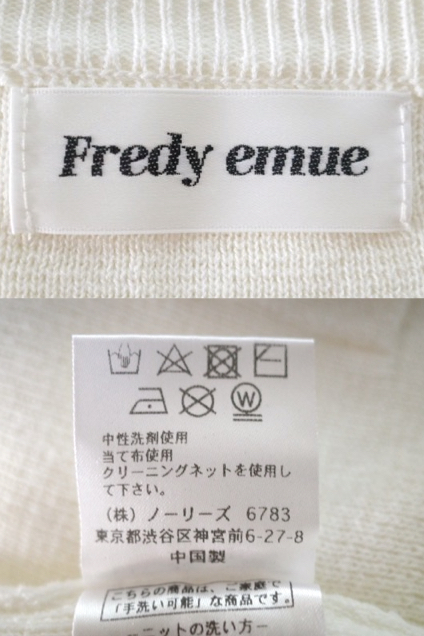 Fredy emue
W
中性洗剤使用
当て布使用
クリーニングネットを使用し
て下さい。
(株) ノーリーズ 6783
東京都渋谷区神宮前6-27-8
中国製
こちらの商品は、ご家庭で
「手洗い可能」な商品です。
ニットの洗い方-